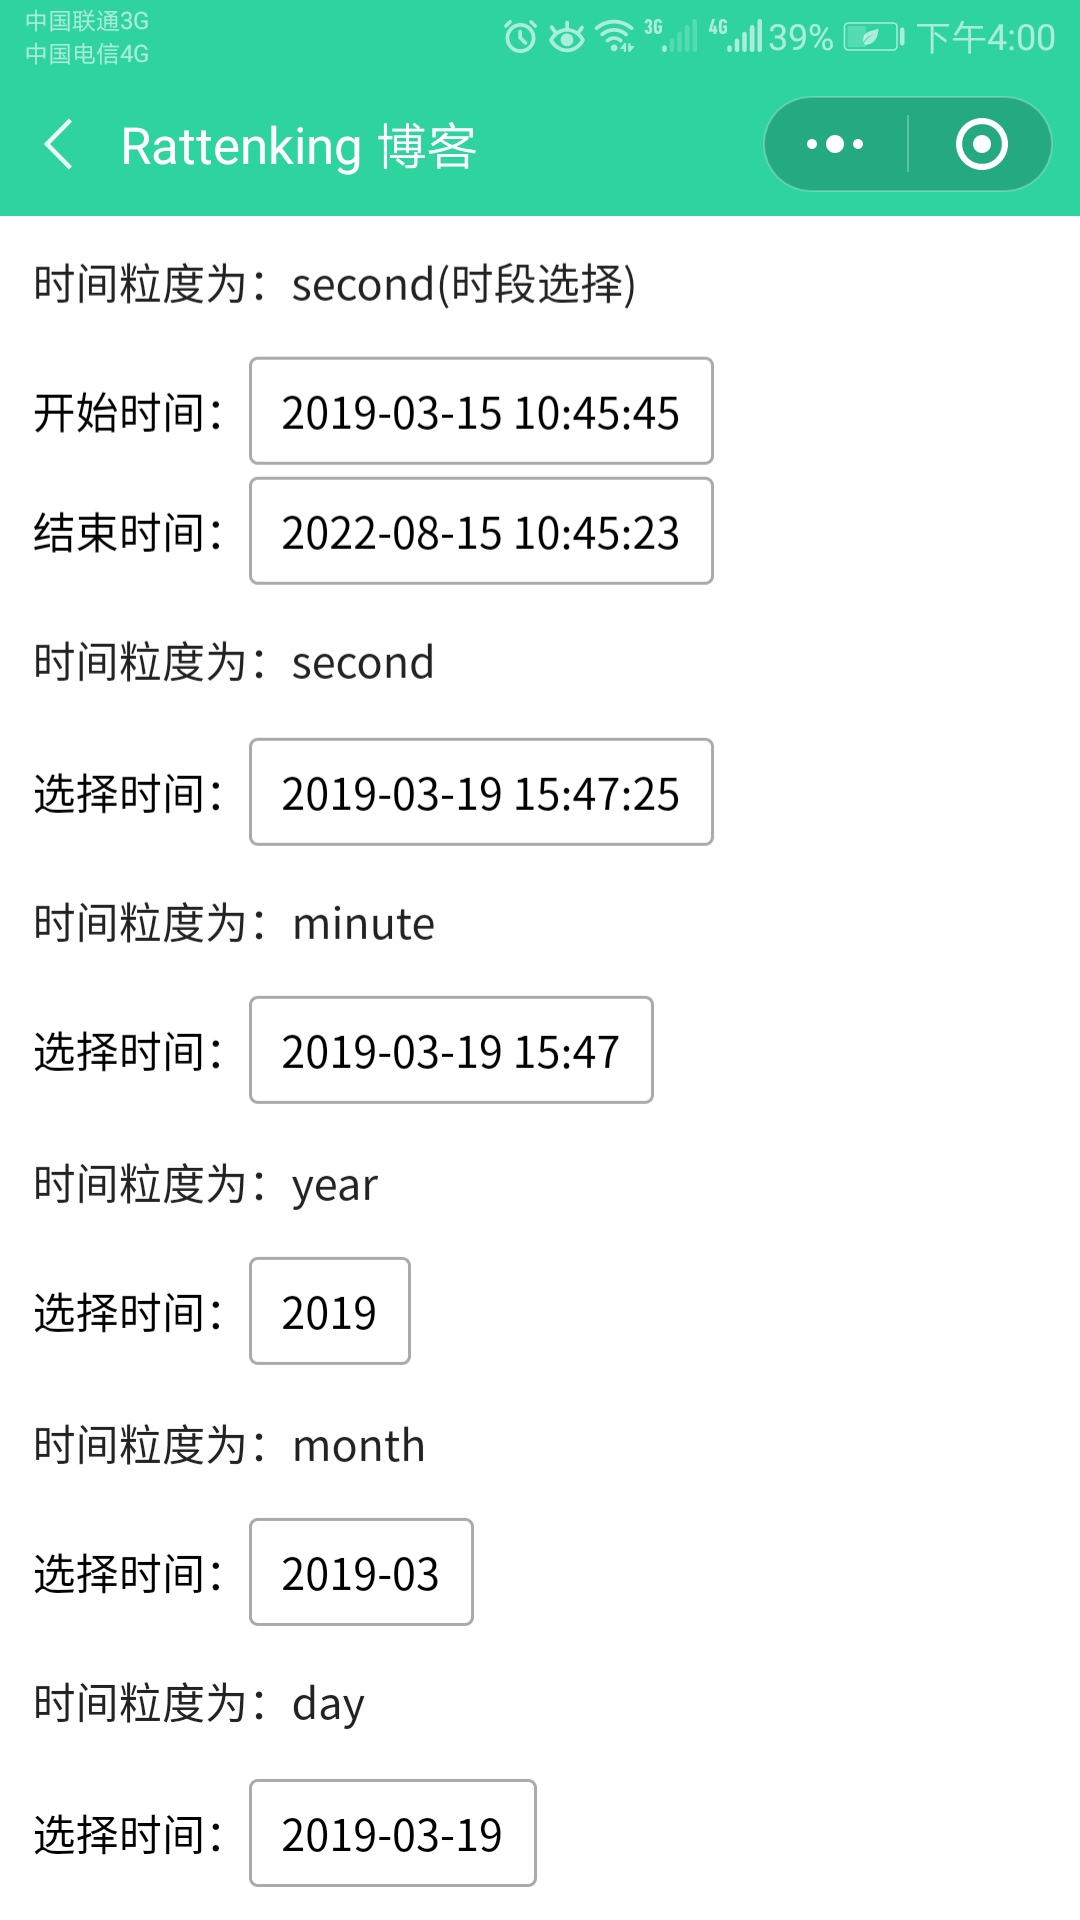 中国联通3G
中国电信4G
3G 4G 39% 下午4:00
Rattenking 博客
时间粒度为：second(时段选择)
开始时间： 2019-03-15 10:45:45
结束时间： 2022-08-15 10:45:23
时间粒度为：second
选择时间： 2019-03-19 15:47:25
时间粒度为：minute
选择时间： 2019-03-19 15:47
时间粒度为：year
选择时间： 2019
时间粒度为：month
选择时间： 2019-03
时间粒度为：day
选择时间： 2019-03-19